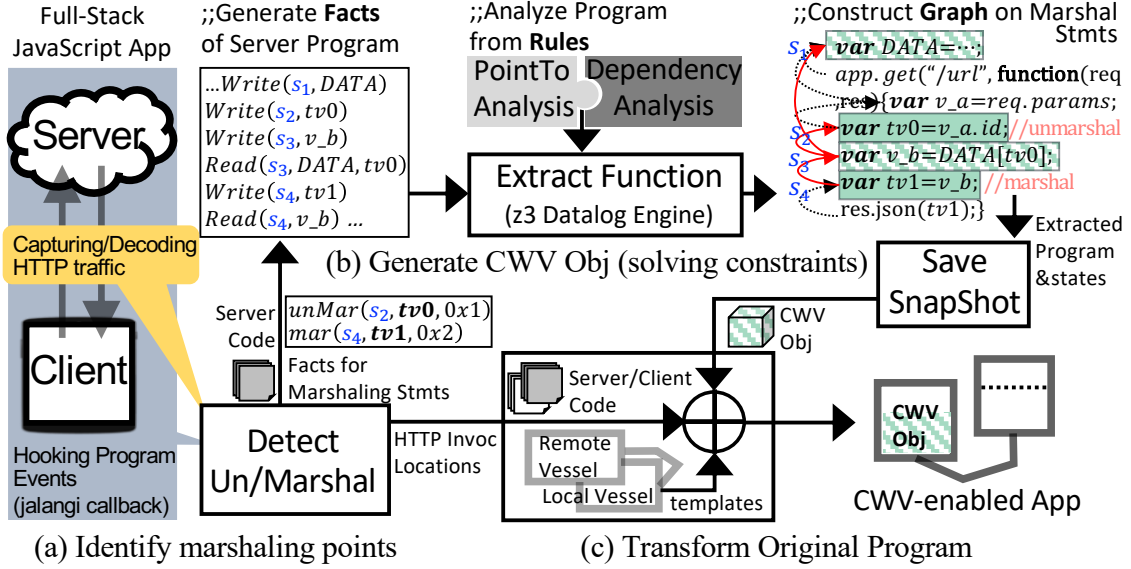 Full-Stack
JavaScript App
Server
Capturing/Decoding
HTTP traffic
Client
Hooking Program
Events
(jalangi callback)
(a) Identify marshaling points
;;Generate Facts
of Server Program
...Write(s1, DATA)
Write(s2, tv0)
Write(s3, v_b)
Read(s3, DATA, tv0)
Write(s4, tv1)
Read(s4, v_b) ...
Server
Code
unMar(s2, tv0, 0x1)
mar(s4, tv1, 0x2)
Facts for
Marshaling Stmts
Detect
Un/Marshal
HTTP Invoc
Locations
;;Analyze Program
from Rules
PointTo
Analysis
Dependency
Analysis
Extract Function
(z3 Datalog Engine)
(b) Generate CWV Obj (solving constraints)
;;Construct Graph on Marshal
Stmts
s1
var DATA=⋯;
app.get("/url", function(req
,res){var v_a=req.params;
s2
var tv0=v_a.id; //unmarshal
s3
var v_b=DATA[tv0];
s4
var tv1=v_b; //marshal
res.json(tv1);}
Extracted
Program
&states
Save
SnapShot
CWV
Obj
Server/Client
Code
Remote
Vessel
Local Vessel
templates
(c) Transform Original Program
CWV
Obj
CWV-enabled App